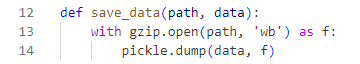 12 def save_data(path, data):
13     with gzip.open(path, 'wb') as f:
14         pickle.dump(data, f)